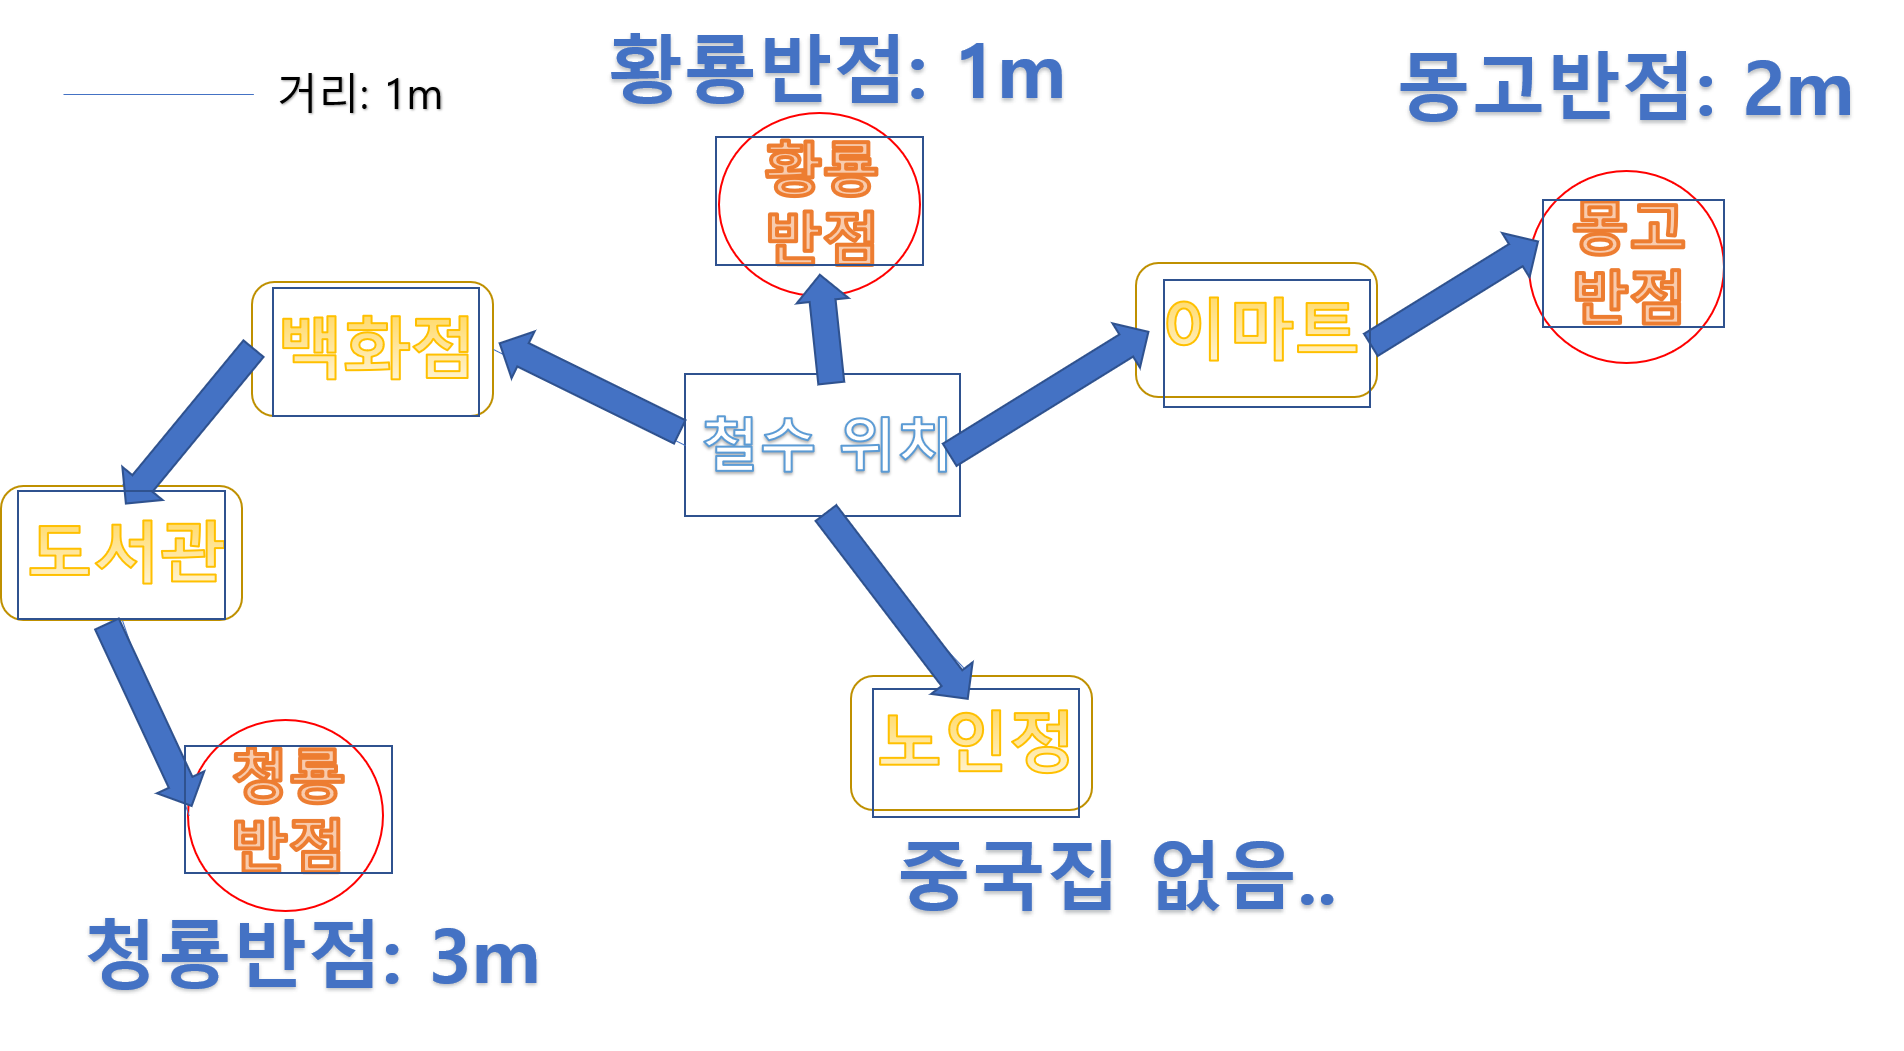 거리: 1m
황룡반점: 1m
몽고반점: 2m
황룡
반점
몽고
반점
백화점
이마트
철수 위치
도서관
노인정
청룡
반점
중국집 없음..
청룡반점: 3m